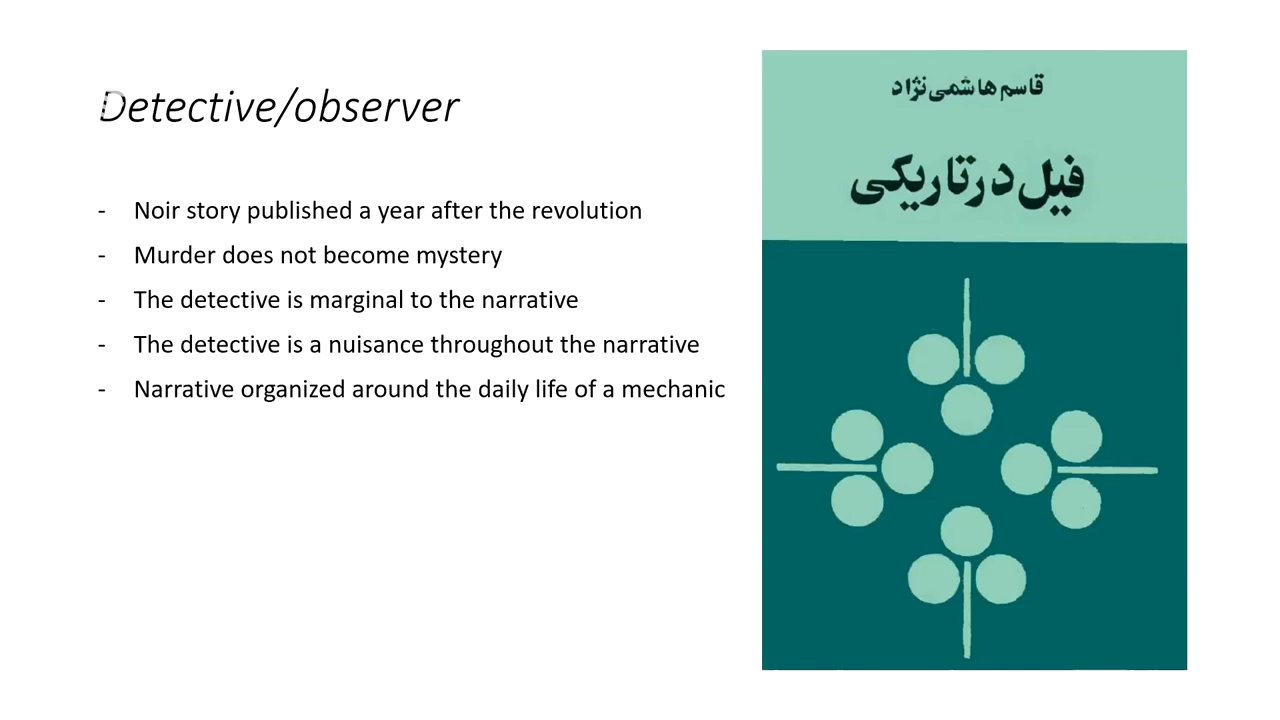 Detective/observer
- Noir story published a year after the revolution
- Murder does not become mystery
- The detective is marginal to the narrative
- The detective is a nuisance throughout the narrative
- Narrative organized around the daily life of a mechanic
قاسم هاشمی‌نژاد
فیل در تاریکی